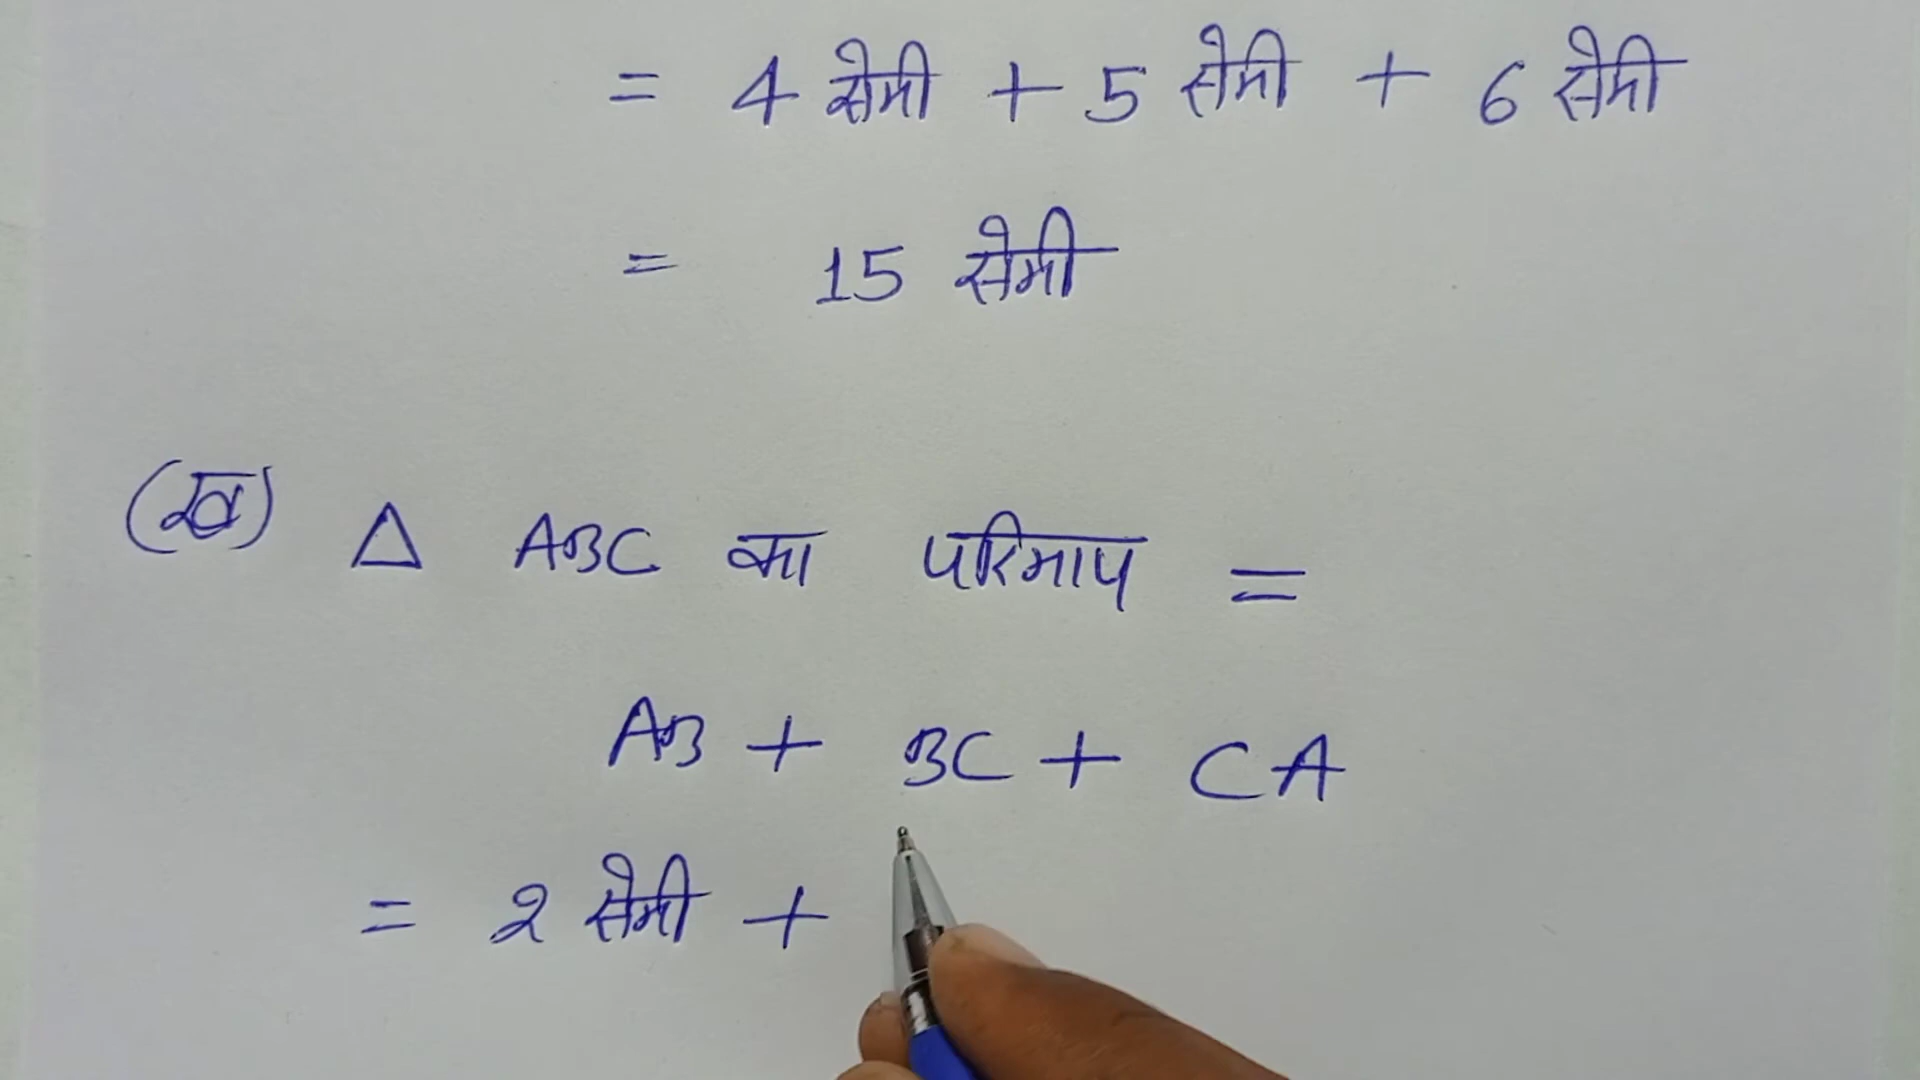 = 4 सेमी + 5 सेमी + 6 सेमी
= 15 सेमी
(ख) △ ABC का परिमाप =
AB + BC + CA
= 2 सेमी +